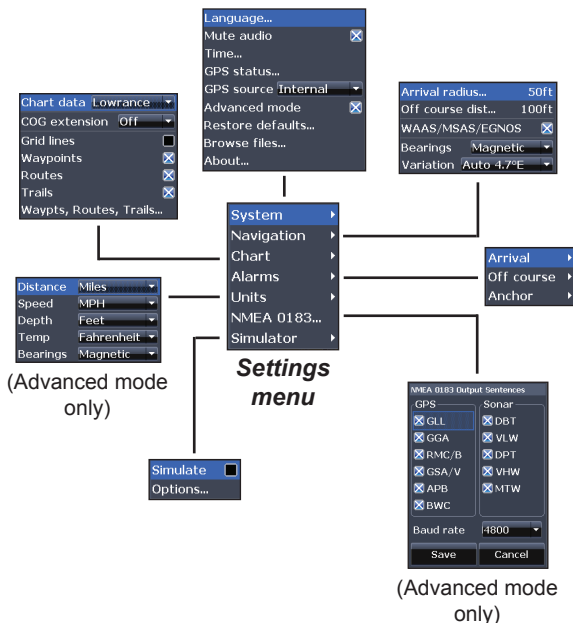 Language...
Mute audio
Time...
GPS status...
GPS source Internal
Advanced mode
Restore defaults...
Browse files...
About...
Chart data Lowrance
COG extension Off
Grid lines
Waypoints
Routes
Trails
Waypts, Routes, Trails...
Arrival radius... 50ft
Off course dist... 100ft
WAAS/MSAS/EGNOS
Bearings Magnetic
Variation Auto 4.7°E
System
Navigation
Chart
Alarms
Units
NMEA 0183...
Simulator
Settings
menu
Arrival
Off course
Anchor
Distance Miles
Speed MPH
Depth Feet
Temp Fahrenheit
Bearings Magnetic
(Advanced mode
only)
Simulate
Options...
NMEA 0183 Output Sentences
GPS Sonar
GLL DBT
GGA VLW
RMC/B DPT
GSA/V VHW
APB MTW
BWC
Baud rate 4800
Save Cancel
(Advanced mode
only)